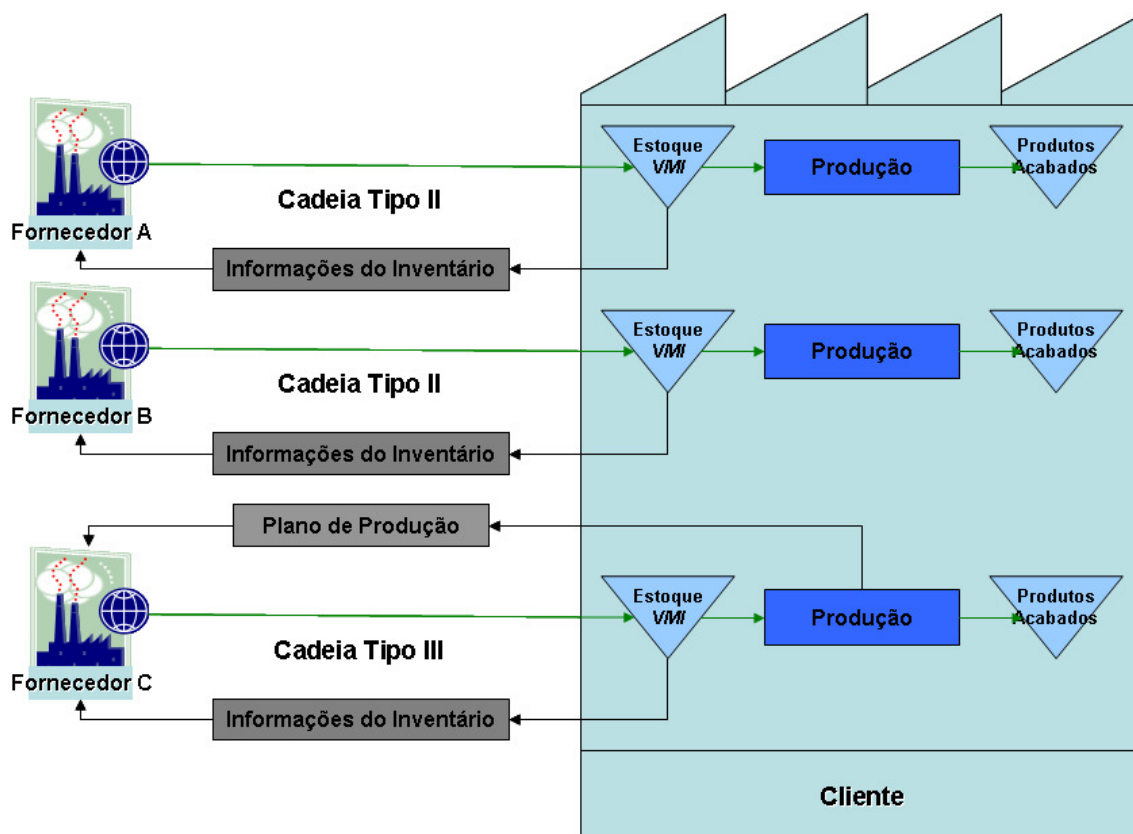 Estoque
VMI
Produção
Produtos
Acabados
Cadeia Tipo II
Fornecedor A
Informações do Inventário
Estoque
VMI
Produção
Produtos
Acabados
Cadeia Tipo II
Fornecedor B
Informações do Inventário
Plano de Produção
Estoque
VMI
Produção
Produtos
Acabados
Cadeia Tipo III
Fornecedor C
Informações do Inventário
Cliente